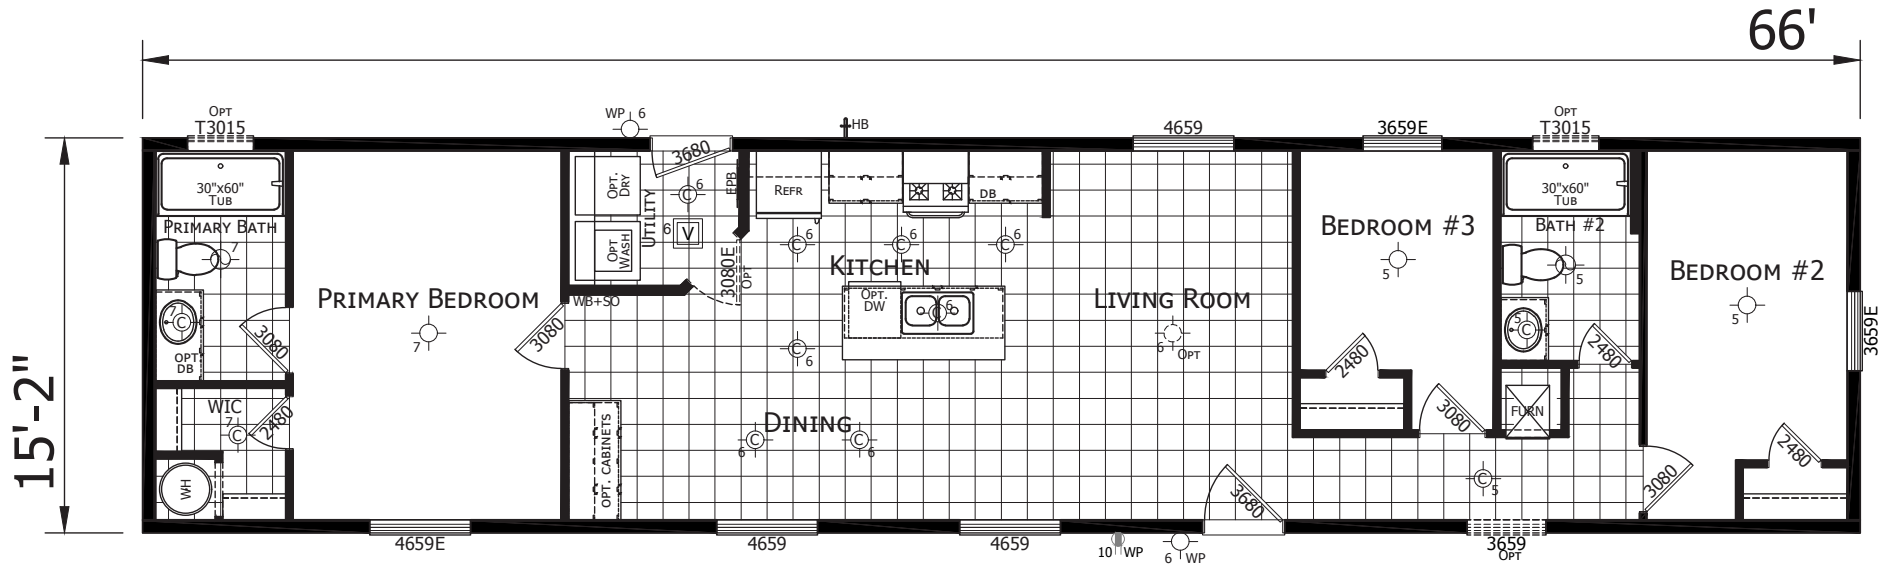 66'
15'-2"
OPT
T3015
WP 6
HB
4659
3659E
OPT
T3015
3680
30"x60"
TUB
PRIMARY BATH
7
7
C
OPT
DB
3080
WIC
7 C
2480
WH
PRIMARY BEDROOM
7
3080
OPT.
DRY
OPT
WASH
UTILITY
C 6
6 V
EPB
3080E
OPT
WB+SO
REFR
DB
C 6
C 6
C 6
KITCHEN
OPT.
DW
C 6
C 6
DINING
C 6
C 6
OPT. CABINETS
LIVING ROOM
6 OPT
BEDROOM #3
5
2480
3080
30"x60"
TUB
BATH #2
5
5
C
2480
FURN
C 5
BEDROOM #2
5
3659E
2480
3080
3680
4659E
4659
4659
10 WP
6 WP
3659
OPT